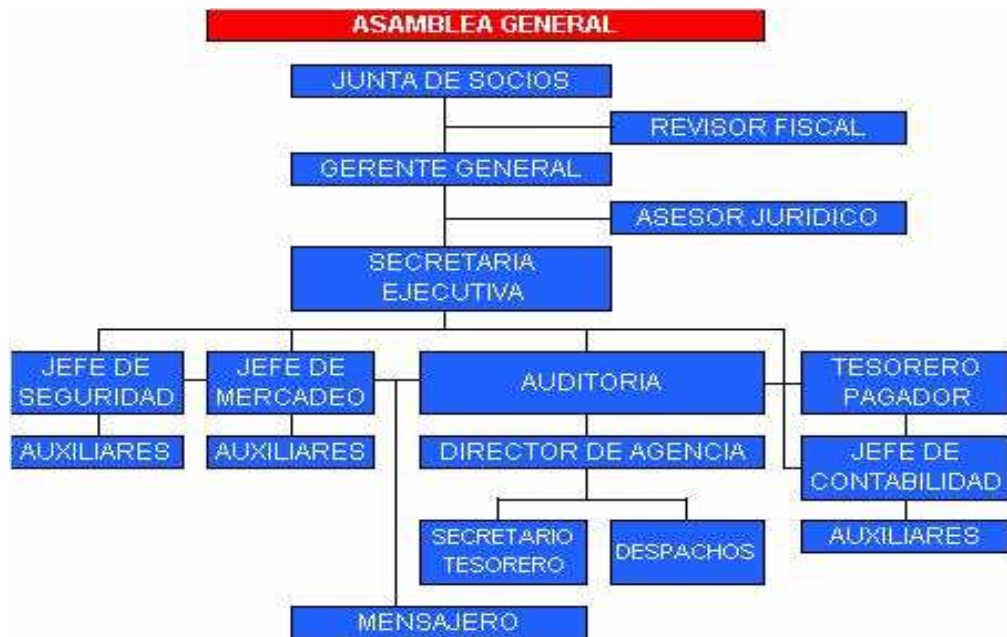 ASAMBLEA GENERAL
JUNTA DE SOCIOS
REVISOR FISCAL
GERENTE GENERAL
ASESOR JURIDICO
SECRETARIA
EJECUTIVA
JEFE DE
SEGURIDAD
JEFE DE
MERCADEO
AUDITORIA
TESORERO
PAGADOR
AUXILIARES
AUXILIARES
DIRECTOR DE AGENCIA
JEFE DE
CONTABILIDAD
SECRETARIO
TESORERO
DESPACHOS
AUXILIARES
MENSAJERO